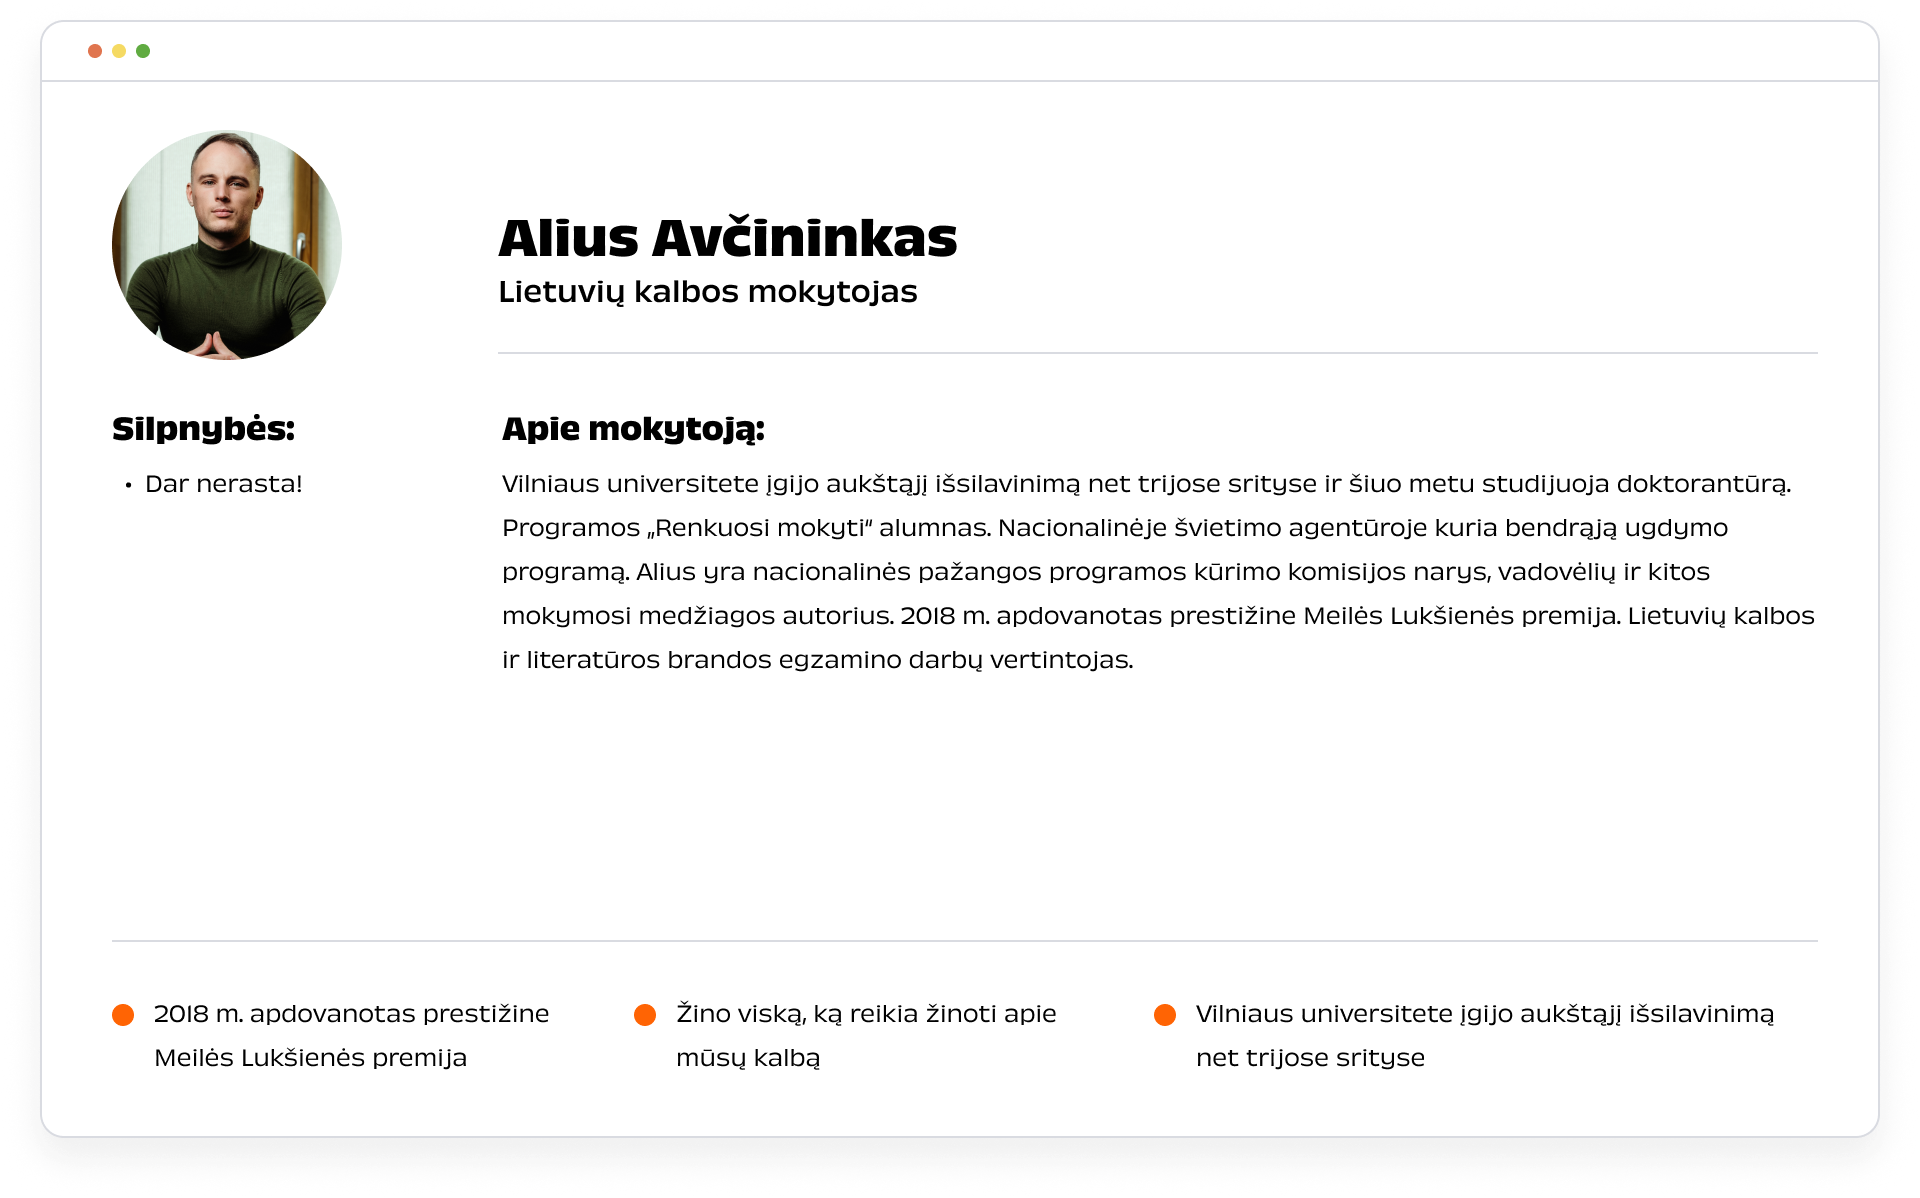 Alius Avčininkas
Lietuvių kalbos mokytojas
Silpnybės:
• Dar nerasta!
Apie mokytoją:
Vilniaus universitete įgijo aukštąjį išsilavinimą net trijose srityse ir šiuo metu studijuoja doktorantūrą.
Programos „Renkuosi mokyti“ alumnas. Nacionalinėje švietimo agentūroje kuria bendrąją ugdymo
programą. Alius yra nacionalinės pažangos programos kūrimo komisijos narys, vadovėlių ir kitos
mokymosi medžiagos autorius. 2018 m. apdovanotas prestižine Meilės Lukšienės premija. Lietuvių kalbos
ir literatūros brandos egzamino darbų vertintojas.
2018 m. apdovanotas prestižine
Meilės Lukšienės premija
Žino viską, ką reikia žinoti apie
mūsų kalbą
Vilniaus universitete įgijo aukštąjį išsilavinimą
net trijose srityse